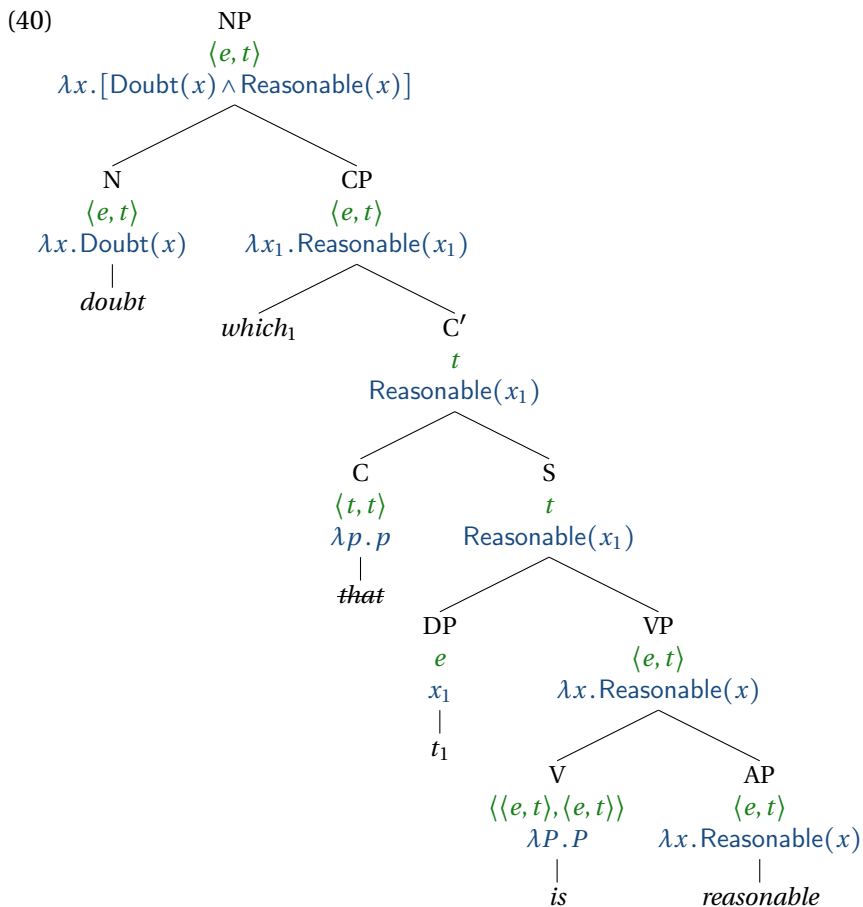 (40) NP
⟨e, t⟩
λx.[Doubt(x)∧Reasonable(x)]
N CP
⟨e, t⟩ ⟨e, t⟩
λx.Doubt(x) λx₁.Reasonable(x₁)
doubt which₁ C′
t
Reasonable(x₁)
C S
⟨t, t⟩ t
λp.p Reasonable(x₁)
that
DP VP
e ⟨e, t⟩
x₁ λx.Reasonable(x)
t₁
V AP
⟨⟨e, t⟩,⟨e, t⟩⟩ ⟨e, t⟩
λP.P λx.Reasonable(x)
is reasonable